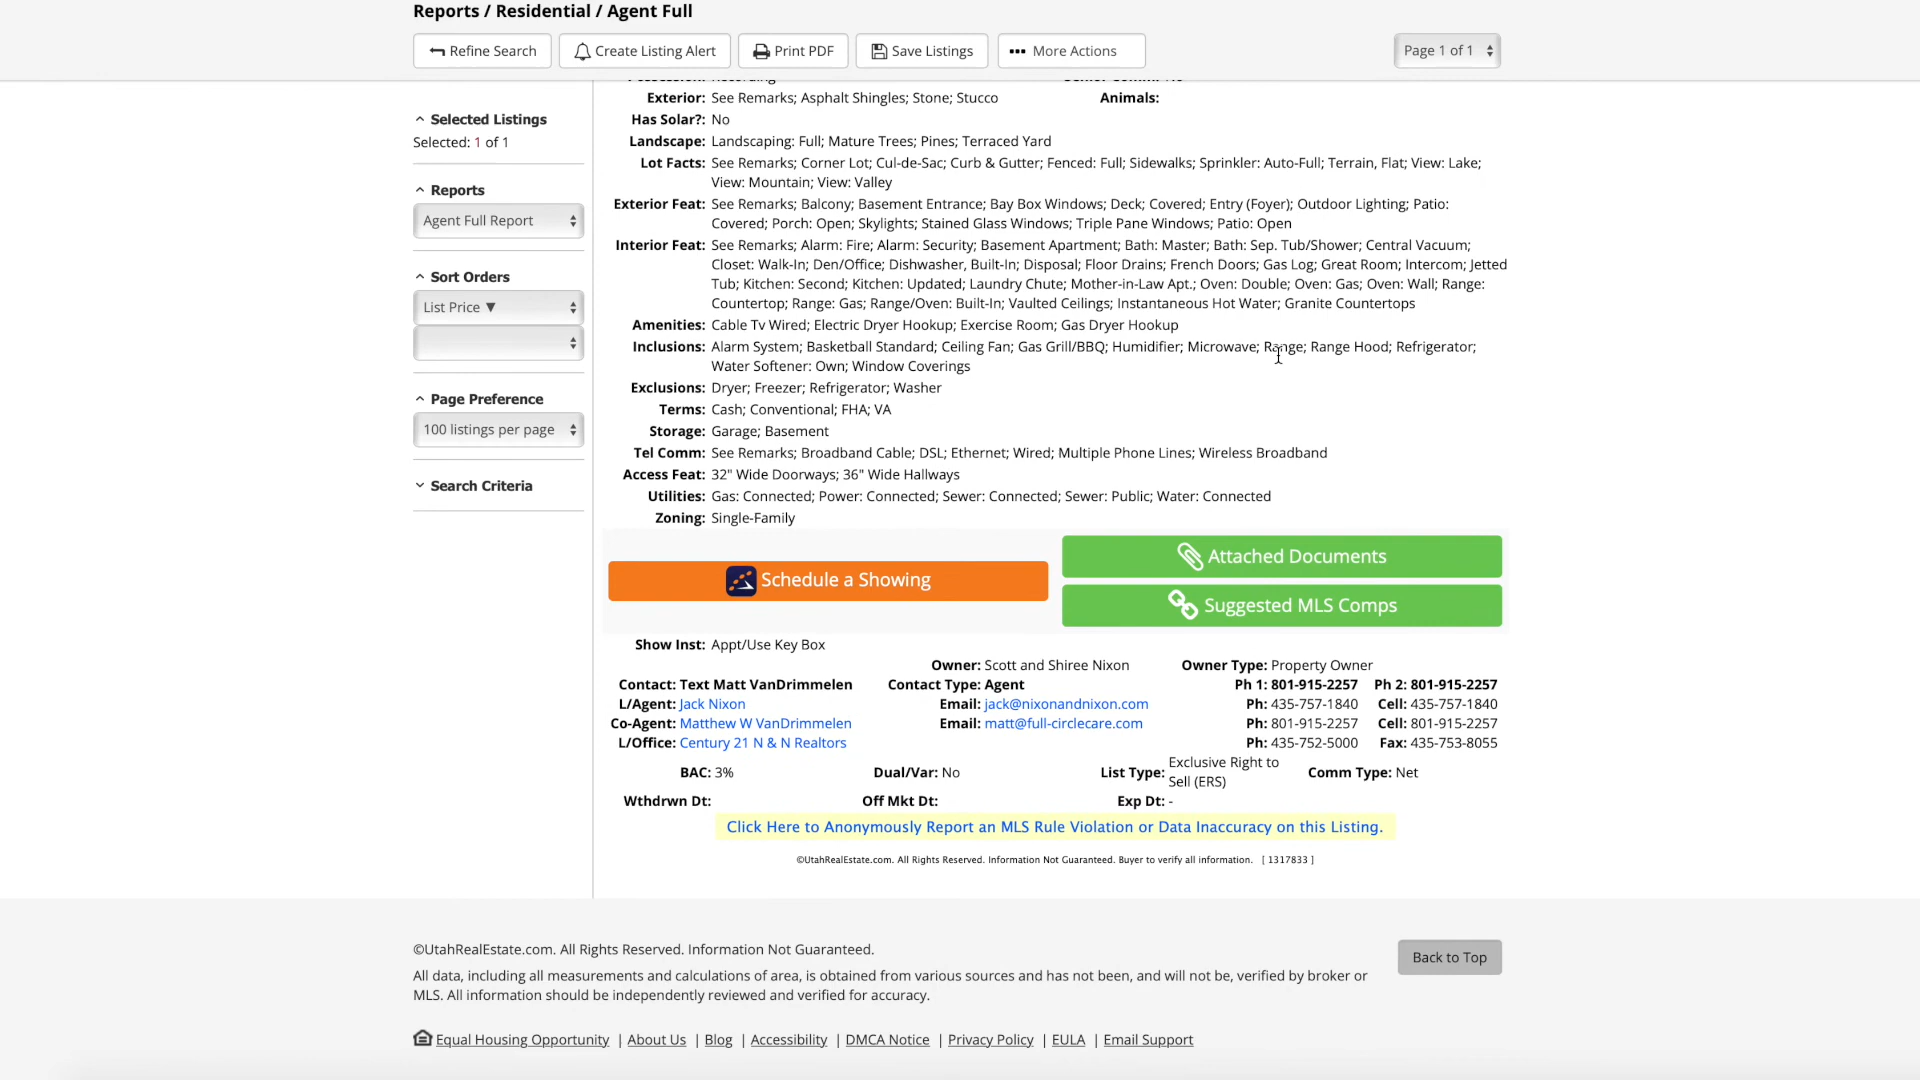 Reports / Residential / Agent Full
Refine Search
Create Listing Alert
Print PDF
Save Listings
More Actions
Page 1 of 1
Selected Listings
Selected: 1 of 1
Reports
Agent Full Report
Sort Orders
List Price ▼
Page Preference
100 listings per page
Search Criteria
Exterior: See Remarks; Asphalt Shingles; Stone; Stucco
Animals:
Has Solar?: No
Landscape: Landscaping: Full; Mature Trees; Pines; Terraced Yard
Lot Facts: See Remarks; Corner Lot; Cul-de-Sac; Curb & Gutter; Fenced: Full; Sidewalks; Sprinkler: Auto-Full; Terrain, Flat; View: Lake;
View: Mountain; View: Valley
Exterior Feat: See Remarks; Balcony; Basement Entrance; Bay Box Windows; Deck; Covered; Entry (Foyer); Outdoor Lighting; Patio:
Covered; Porch: Open; Skylights; Stained Glass Windows; Triple Pane Windows; Patio: Open
Interior Feat: See Remarks; Alarm: Fire; Alarm: Security; Basement Apartment; Bath: Master; Bath: Sep. Tub/Shower; Central Vacuum;
Closet: Walk-In; Den/Office; Dishwasher, Built-In; Disposal; Floor Drains; French Doors; Gas Log; Great Room; Intercom; Jetted
Tub; Kitchen: Second; Kitchen: Updated; Laundry Chute; Mother-in-Law Apt.; Oven: Double; Oven: Gas; Oven: Wall; Range:
Countertop; Range: Gas; Range/Oven: Built-In; Vaulted Ceilings; Instantaneous Hot Water; Granite Countertops
Amenities: Cable Tv Wired; Electric Dryer Hookup; Exercise Room; Gas Dryer Hookup
Inclusions: Alarm System; Basketball Standard; Ceiling Fan; Gas Grill/BBQ; Humidifier; Microwave; Range; Range Hood; Refrigerator;
Water Softener: Own; Window Coverings
Exclusions: Dryer; Freezer; Refrigerator; Washer
Terms: Cash; Conventional; FHA; VA
Storage: Garage; Basement
Tel Comm: See Remarks; Broadband Cable; DSL; Ethernet; Wired; Multiple Phone Lines; Wireless Broadband
Access Feat: 32" Wide Doorways; 36" Wide Hallways
Utilities: Gas: Connected; Power: Connected; Sewer: Connected; Sewer: Public; Water: Connected
Zoning: Single-Family
Schedule a Showing
Attached Documents
Suggested MLS Comps
Show Inst: Appt/Use Key Box
Owner: Scott and Shiree Nixon Owner Type: Property Owner
Contact: Text Matt VanDrimmelen Contact Type: Agent Ph 1: 801-915-2257 Ph 2: 801-915-2257
L/Agent: Jack Nixon Email: jack@nixonandnixon.com Ph: 435-757-1840 Cell: 435-757-1840
Co-Agent: Matthew W VanDrimmelen Email: matt@full-circlecare.com Ph: 801-915-2257 Cell: 801-915-2257
L/Office: Century 21 N & N Realtors Ph: 435-752-5000 Fax: 435-753-8055
BAC: 3% Dual/Var: No List Type: Exclusive Right to
Sell (ERS) Comm Type: Net
Wthdrwn Dt: Off Mkt Dt: Exp Dt: -
Click Here to Anonymously Report an MLS Rule Violation or Data Inaccuracy on this Listing.
©UtahRealEstate.com. All Rights Reserved. Information Not Guaranteed. Buyer to verify all information. [ 1317833 ]
©UtahRealEstate.com. All Rights Reserved. Information Not Guaranteed.
Back to Top
All data, including all measurements and calculations of area, is obtained from various sources and has not been, and will not be, verified by broker or
MLS. All information should be independently reviewed and verified for accuracy.
Equal Housing Opportunity | About Us | Blog | Accessibility | DMCA Notice | Privacy Policy | EULA | Email Support